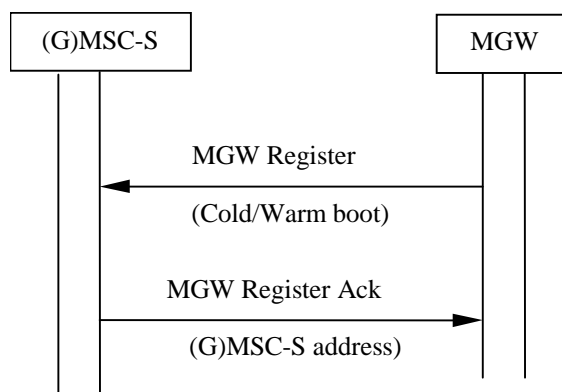 (G)MSC-S
MGW
MGW Register
(Cold/Warm boot)
MGW Register Ack
(G)MSC-S address)